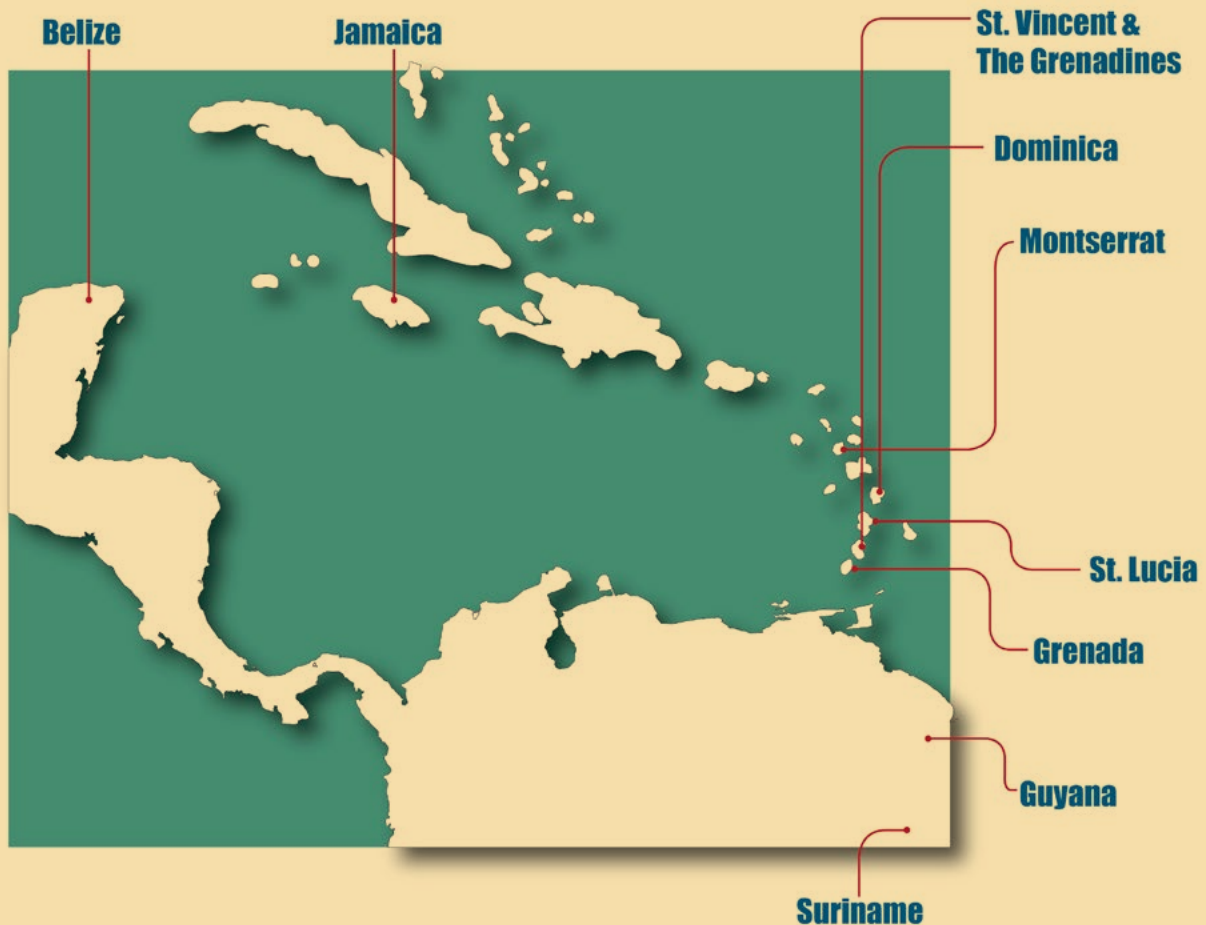 Belize
Jamaica
St. Vincent &
The Grenadines
Dominica
Montserrat
St. Lucia
Grenada
Guyana
Suriname